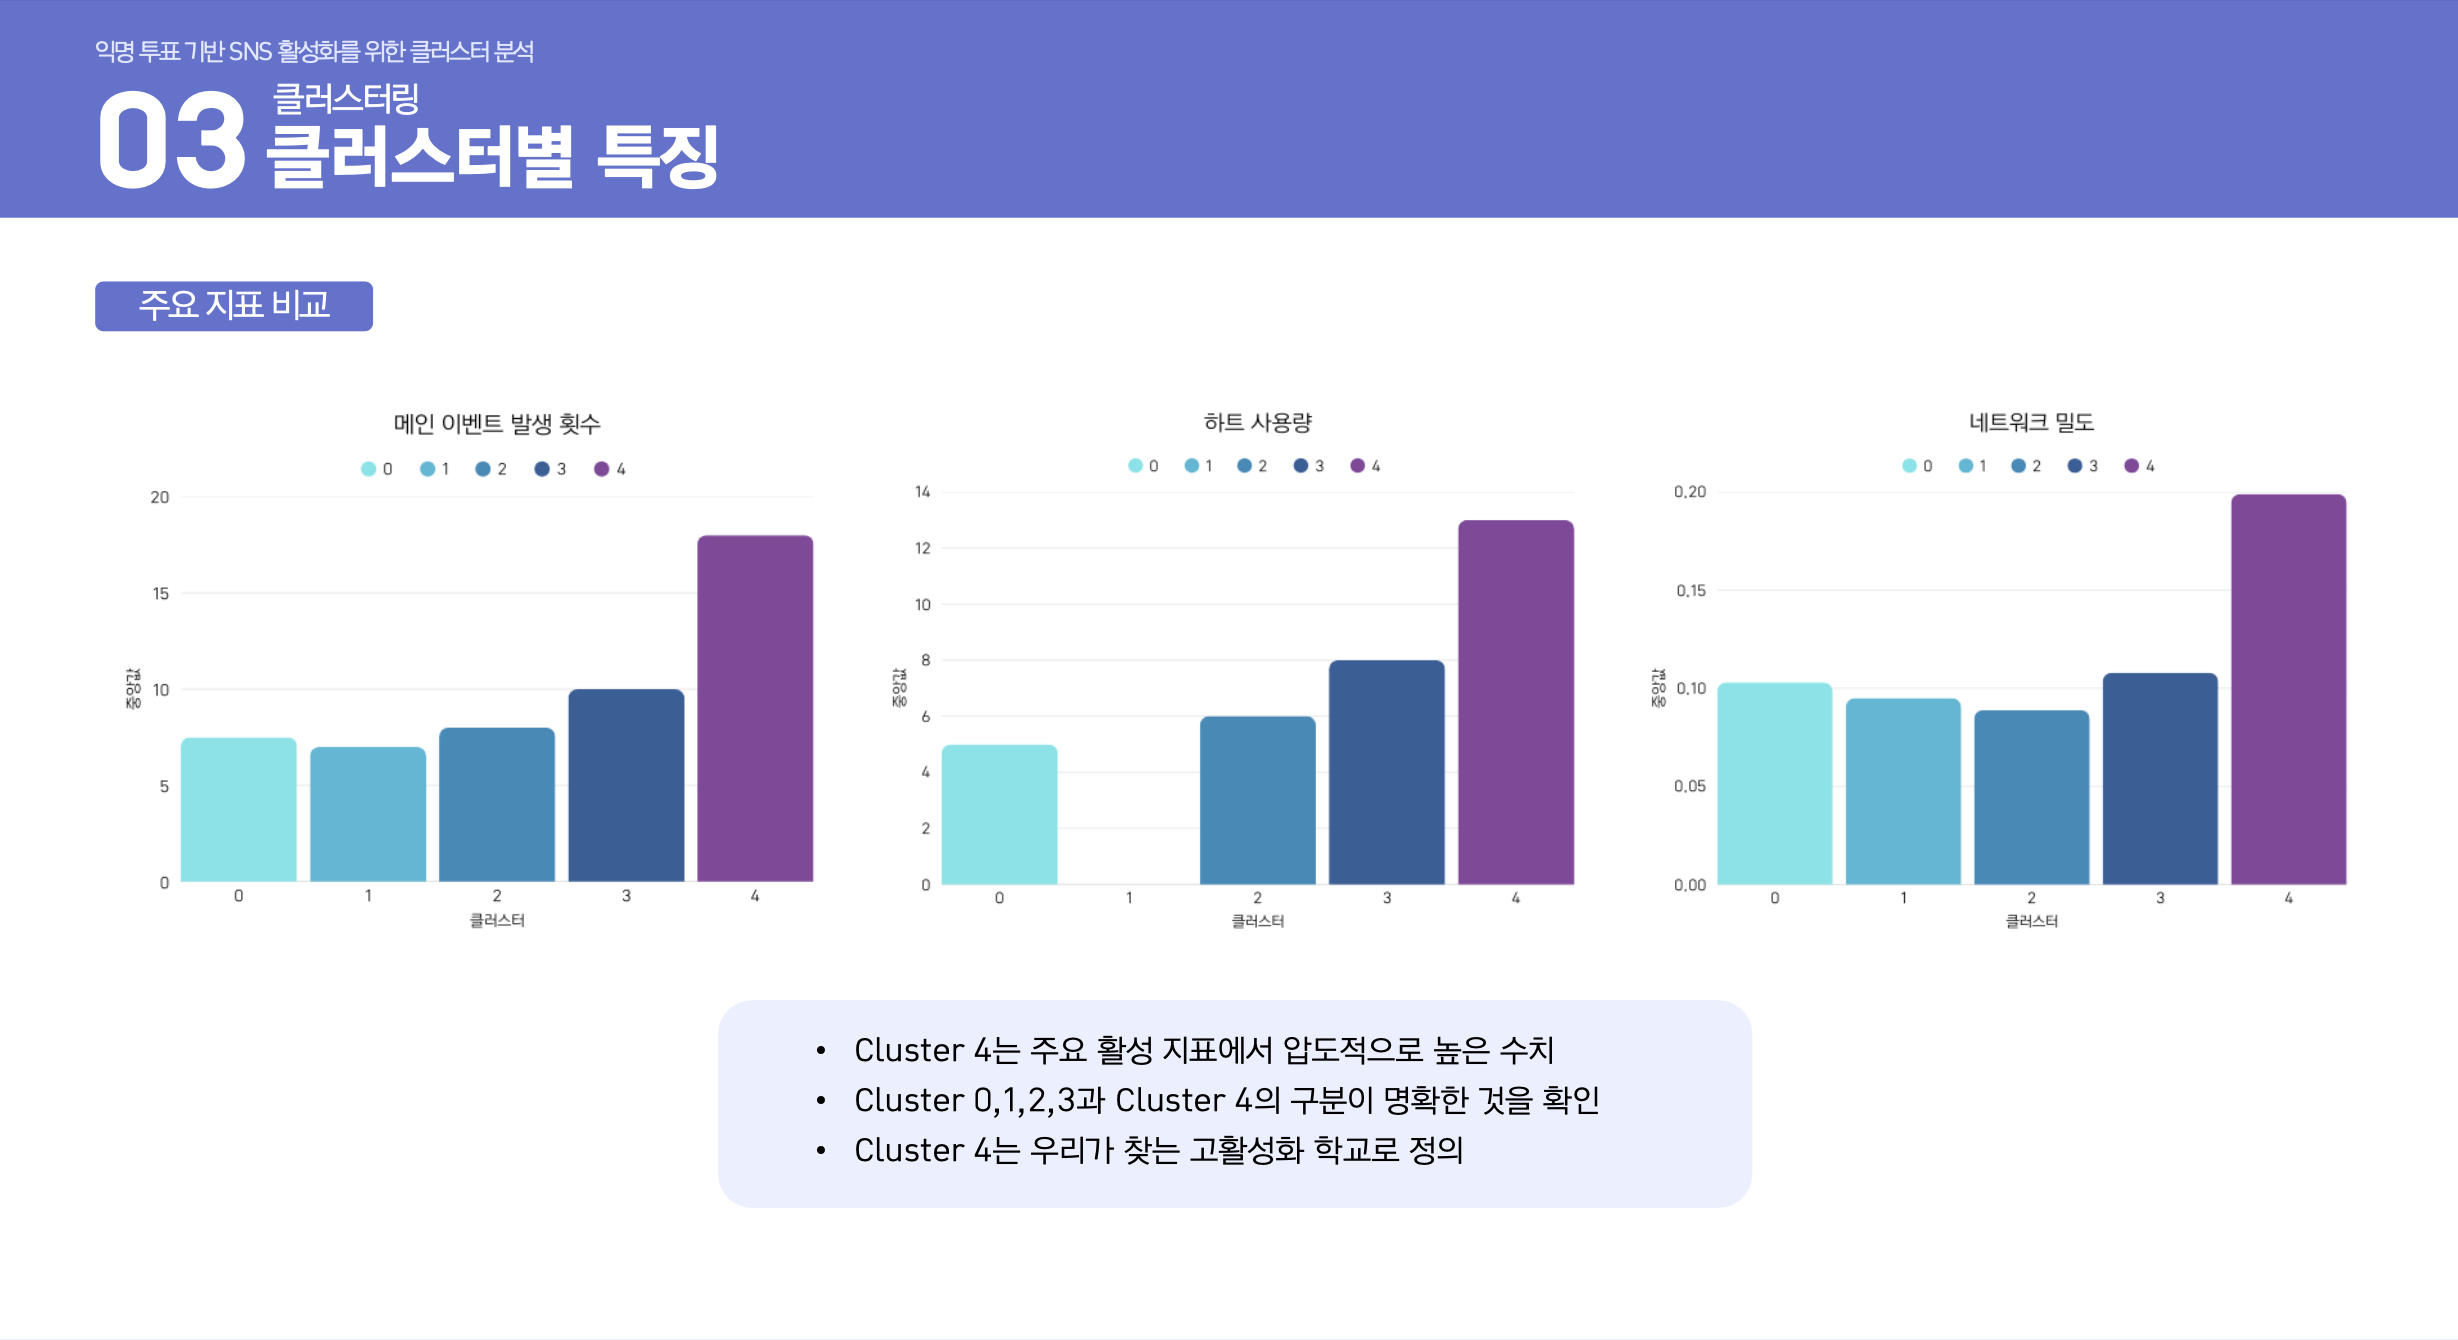 익명 투표 기반 SNS 활성화를 위한 클러스터 분석
03
클러스터링
클러스터별 특징
주요 지표 비교
메인 이벤트 발생 횟수
0 1 2 3 4
20
15
10
5
0
중앙값
0 1 2 3 4
클러스터
하트 사용량
0 1 2 3 4
14
12
10
8
6
4
2
0
중앙값
0 1 2 3 4
클러스터
네트워크 밀도
0 1 2 3 4
0.20
0.15
0.10
0.05
0.00
중앙값
0 1 2 3 4
클러스터
• Cluster 4는 주요 활성 지표에서 압도적으로 높은 수치
• Cluster 0,1,2,3과 Cluster 4의 구분이 명확한 것을 확인
• Cluster 4는 우리가 찾는 고활성화 학교로 정의